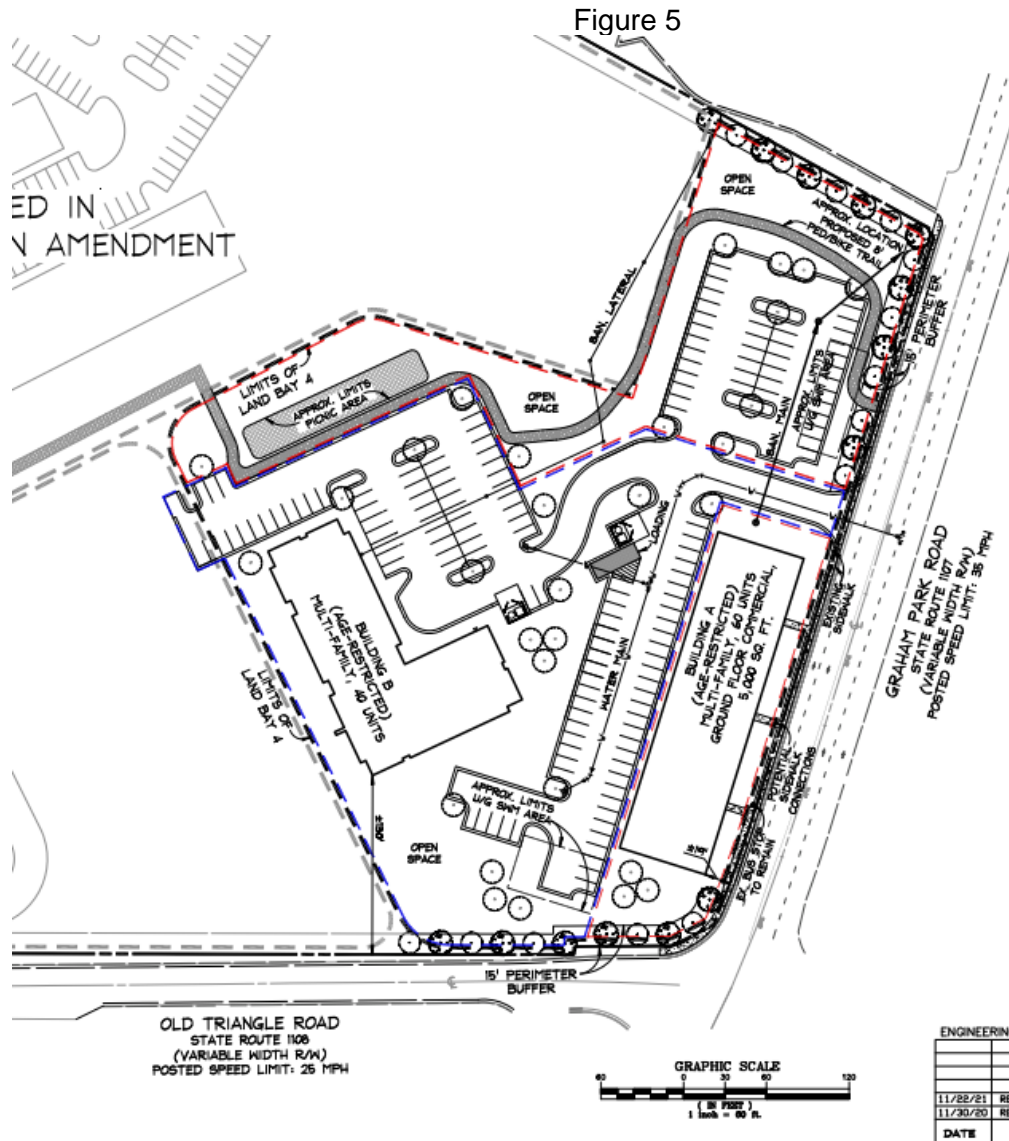 Figure 5
ED IN
N AMENDMENT
OPEN
SPACE
APPROX. LOCATION
PROPOSED 8'
PED/BIKE TRAIL
15' PERIMETER
BUFFER
SAN. LATERAL
LIMITS OF
LAND BAY 4
APPROX. LIMITS
PICNIC AREA
OPEN
SPACE
SAN. MAIN
APPROX. LIMITS
U/G SWM AREA
LOADING
WATER MAIN
BUILDING B
(AGE-RESTRICTED)
MULTI-FAMILY, 40 UNITS
BUILDING A
(AGE-RESTRICTED)
MULTI-FAMILY, 60 UNITS
GROUND FLOOR COMMERCIAL,
5,000 SQ. FT.
EXISTING
SIDEWALK
GRAHAM PARK ROAD
STATE ROUTE 1107
(VARIABLE WIDTH R/W)
POSTED SPEED LIMIT: 35 MPH
LIMITS OF
LAND BAY 4
POTENTIAL
SIDEWALK
CONNECTIONS
APPROX. LIMITS
U/G SWM AREA
OPEN
SPACE
EX. BUS STOP
TO REMAIN
15' PERIMETER
BUFFER
OLD TRIANGLE ROAD
STATE ROUTE 1108
(VARIABLE WIDTH R/W)
POSTED SPEED LIMIT: 25 MPH
GRAPHIC SCALE
60 0 30 60 120
( IN FEET )
1 inch = 60 ft.
ENGINEERIN
11/22/21 RE
11/30/20 RE
DATE